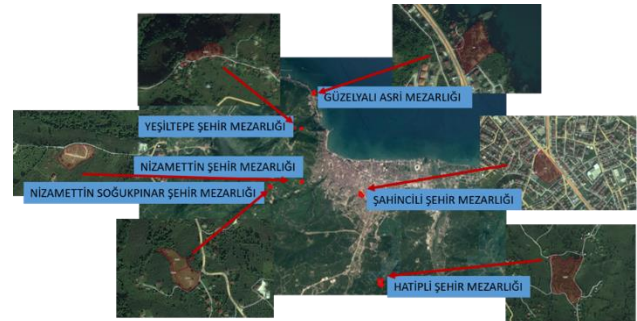 GÜZELYALI ASRİ MEZARLIĞI
YEŞİLTEPE ŞEHİR MEZARLIĞI
NİZAMETTİN ŞEHİR MEZARLIĞI
NİZAMETTİN SOĞUKPINAR ŞEHİR MEZARLIĞI
ŞAHİNCİLİ ŞEHİR MEZARLIĞI
HATİPLİ ŞEHİR MEZARLIĞI